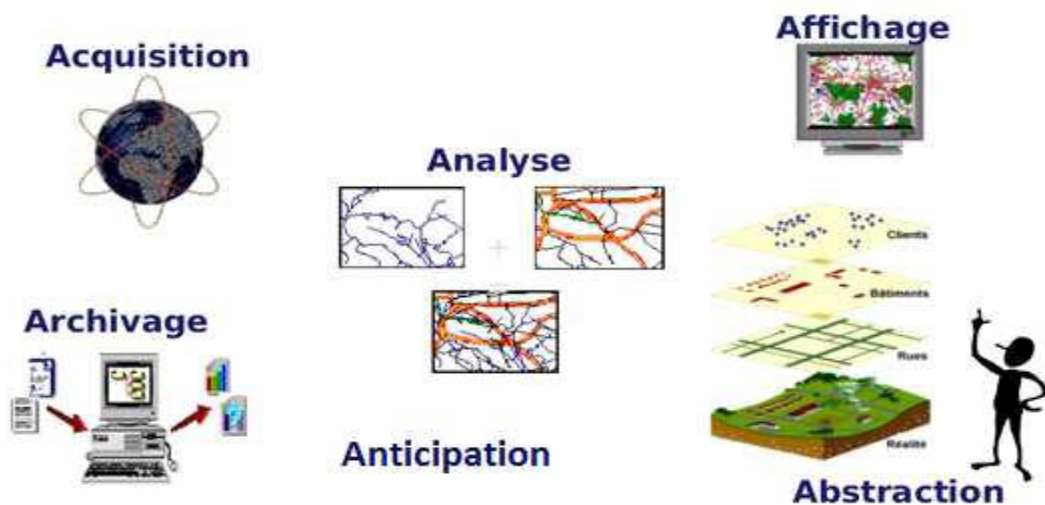 Acquisition
Affichage
Analyse
Clients
Bâtiments
Archivage
Rues
Réalité
Anticipation
Abstraction